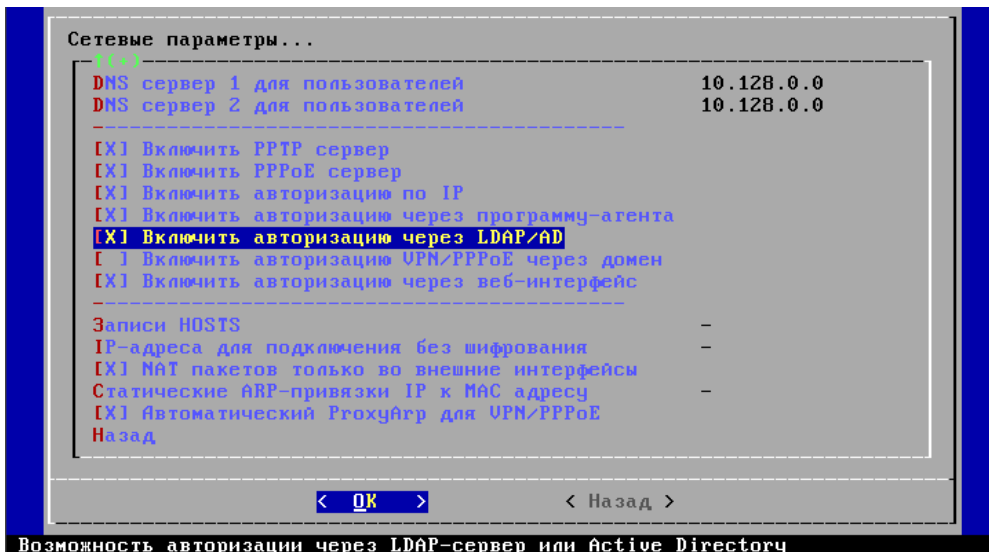 Сетевые параметры...
↑(+)
DNS сервер 1 для пользователей 10.128.0.0
DNS сервер 2 для пользователей 10.128.0.0
[X] Включить PPTP сервер
[X] Включить PPPoE сервер
[X] Включить авторизацию по IP
[X] Включить авторизацию через программу-агента
[X] Включить авторизацию через LDAP/AD
[ ] Включить авторизацию VPN/PPPoE через домен
[X] Включить авторизацию через веб-интерфейс
Записи HOSTS –
IP-адреса для подключения без шифрования –
[X] NAT пакетов только во внешние интерфейсы
Статические ARP-привязки IP к MAC адресу –
[X] Автоматический ProxyArp для VPN/PPPoE
Назад
< OK > < Назад >
Возможность авторизации через LDAP-сервер или Active Directory